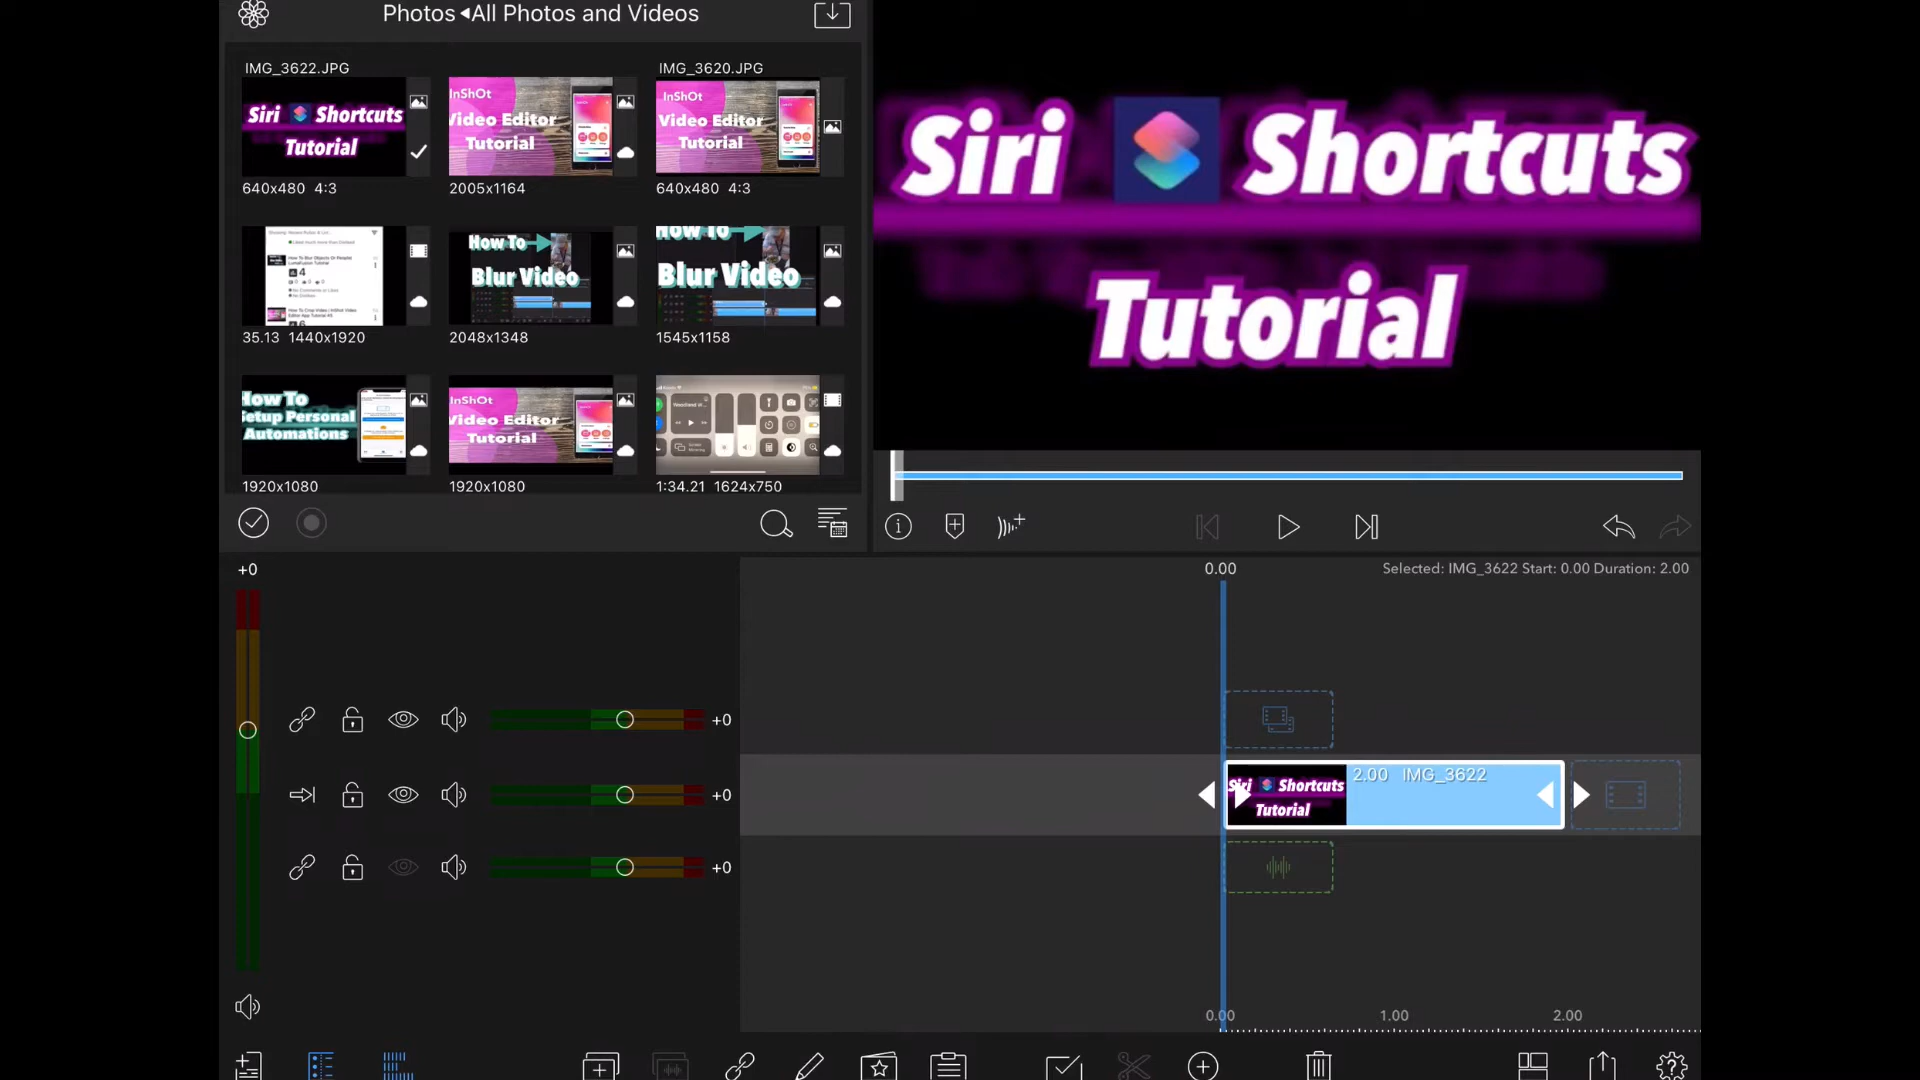 Photos ◂All Photos and Videos
IMG_3622.JPG
IMG_3620.JPG
Siri Shortcuts
Tutorial
InShOt
Video Editor
Tutorial
InShOt
Video Editor
Tutorial
640x480 4:3
2005x1164
640x480 4:3
How To
Blur Video
How To
Blur Video
35.13 1440x1920
2048x1348
1545x1158
How To
Setup Personal
Automations
InShOt
Video Editor
Tutorial
1920x1080
1920x1080
1:34.21 1624x750
Siri Shortcuts
Tutorial
+0
0.00
Selected: IMG_3622 Start: 0.00 Duration: 2.00
+0
2.00 IMG_3622
Siri Shortcuts
Tutorial
+0
+0
0.00
1.00
2.00